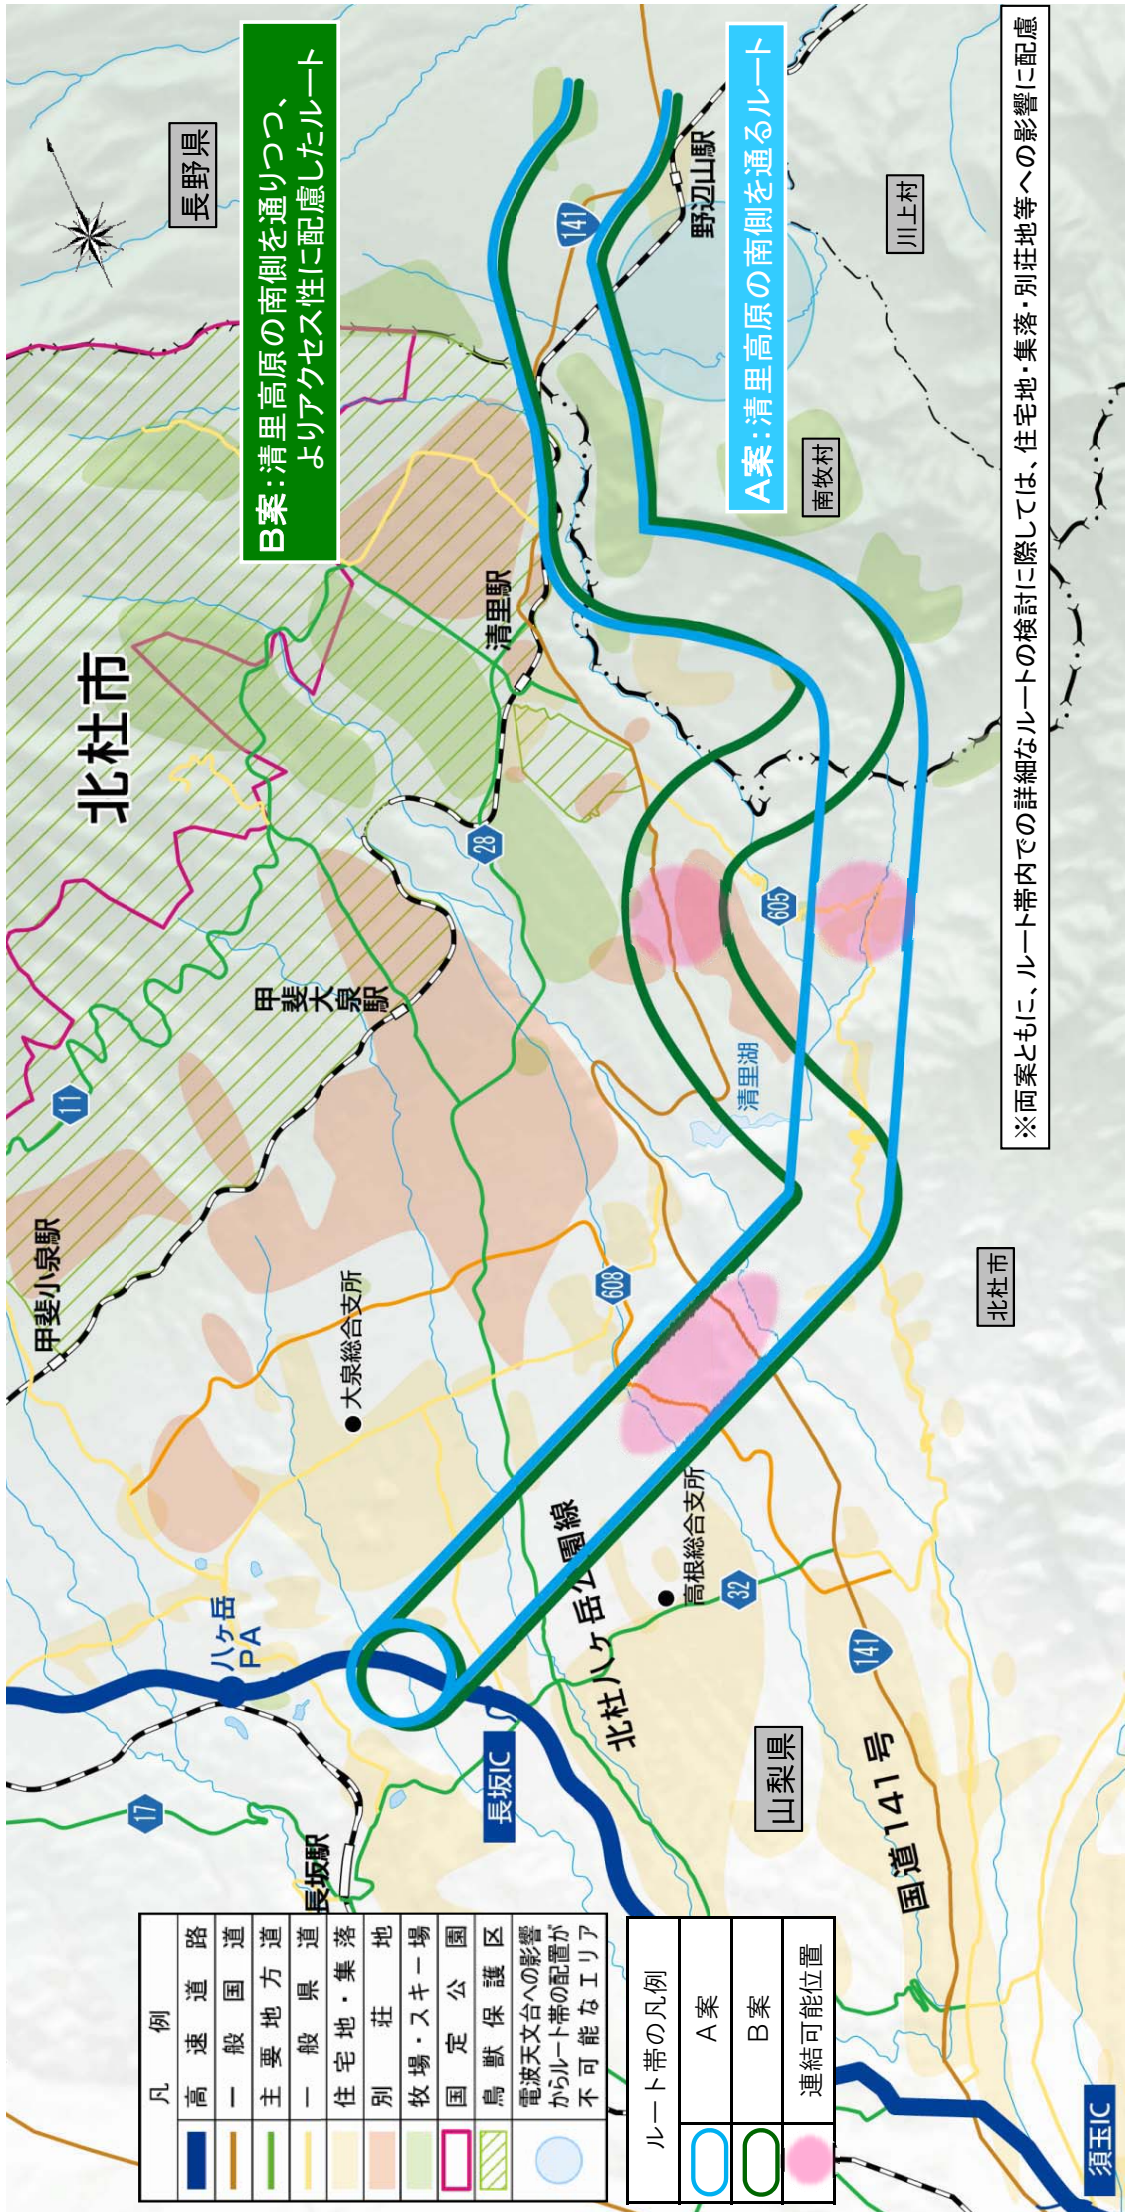 長野県
B案:清里高原の南側を通りつつ、
よりアクセス性に配慮したルート
141
野辺山駅
A案:清里高原の南側を通るルート
川上村
南牧村
清里駅
北杜市
28
605
甲斐大泉駅
11
清里湖
甲斐小泉駅
大泉総合支所
608
北杜市
八ヶ岳
PA
北杜八ヶ岳公園線
高根総合支所
32
141
長坂IC
山梨県
国道141号
17
長坂駅
須玉IC
凡例
高速道路
一般国道
主要地方道
一般県道
住宅地・集落
別荘地
牧場・スキー場
国定公園
鳥獣保護区
電波天文台への影響
からルート帯の配置が
不可能なエリア
ルート帯の凡例
A案
B案
連結可能位置
※両案ともに、ルート帯内での詳細なルートの検討に際しては、住宅地・集落・別荘地等への影響に配慮